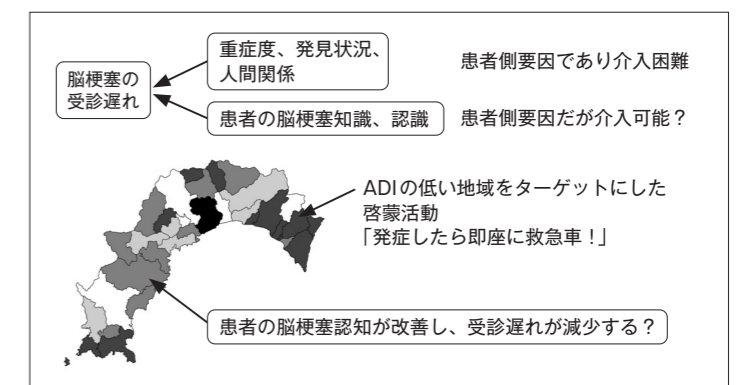 脳梗塞の
受診遅れ
重症度、発見状況、
人間関係
患者側要因であり介入困難
患者の脳梗塞知識、認識
患者側要因だが介入可能？
ADIの低い地域をターゲットにした
啓蒙活動
「発症したら即座に救急車！」
患者の脳梗塞認知が改善し、受診遅れが減少する？